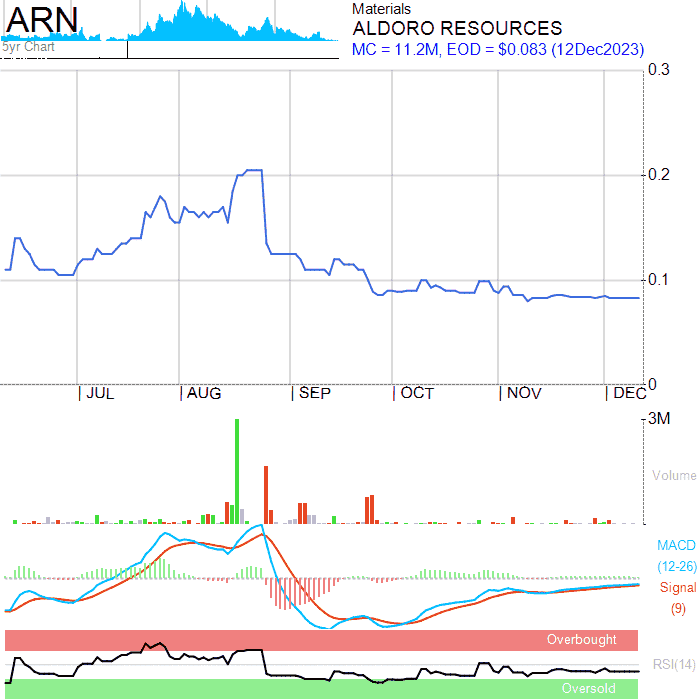 ARN
5yr Chart
Materials
ALDORO RESOURCES
MC = 11.2M, EOD = $0.083 (12Dec2023)
0.3
0.2
0.1
0
JUL
AUG
SEP
OCT
NOV
DEC
3M
Volume
MACD
(12-26)
Signal
(9)
Overbought
RSI(14)
Oversold